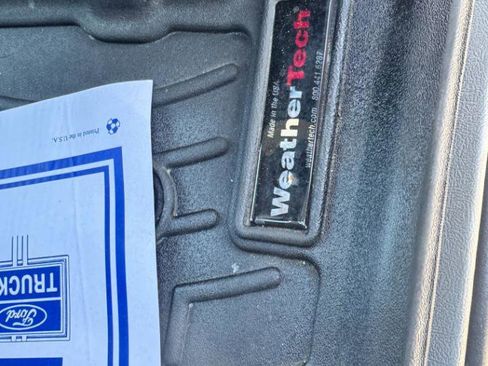 WeatherTech
Made in the USA.
weathertech.com 800 441 6287
Printed in the U.S.A.
TRUCK
Ford